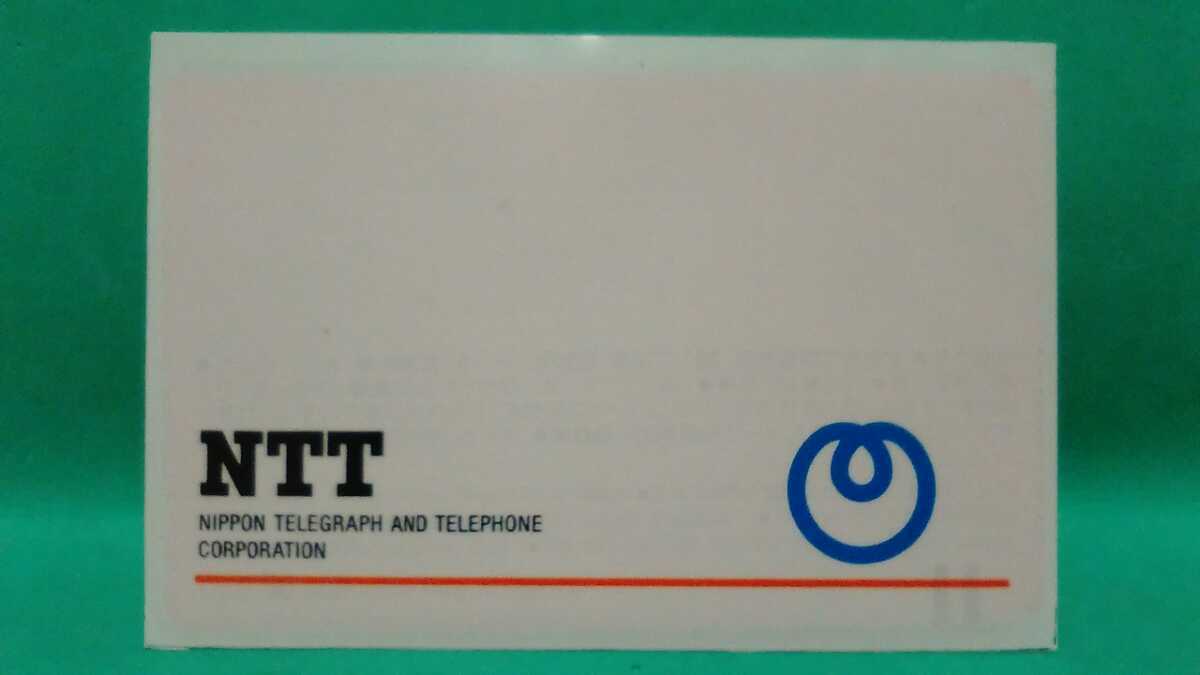 NTT
NIPPON TELEGRAPH AND TELEPHONE
CORPORATION